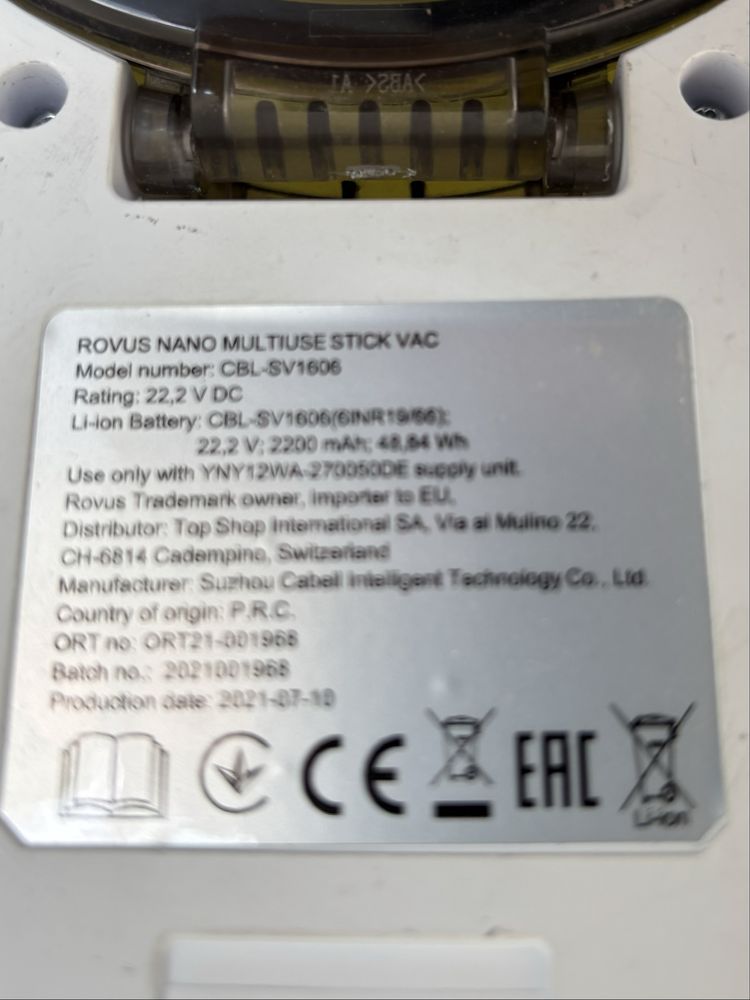 >ABS< A1
ROVUS NANO MULTIUSE STICK VAC
Model number: CBL-SV1606
Rating: 22,2 V DC
Li-ion Battery: CBL-SV1606(6INR19/66);
22,2 V; 2200 mAh; 48,84 Wh
Use only with YNY12WA-270050DE supply unit.
Rovus Trademark owner, importer to EU,
Distributor: Top Shop International SA, Via al Mulino 22,
CH-6814 Cadempino, Switzerland
Manufacturer: Suzhou Cabell Intelligent Technology Co., Ltd.
Country of origin: P.R.C.
ORT no: ORT21-001968
Batch no.: 2021001968
Production date: 2021-07-10
CE EAC
Li-ion